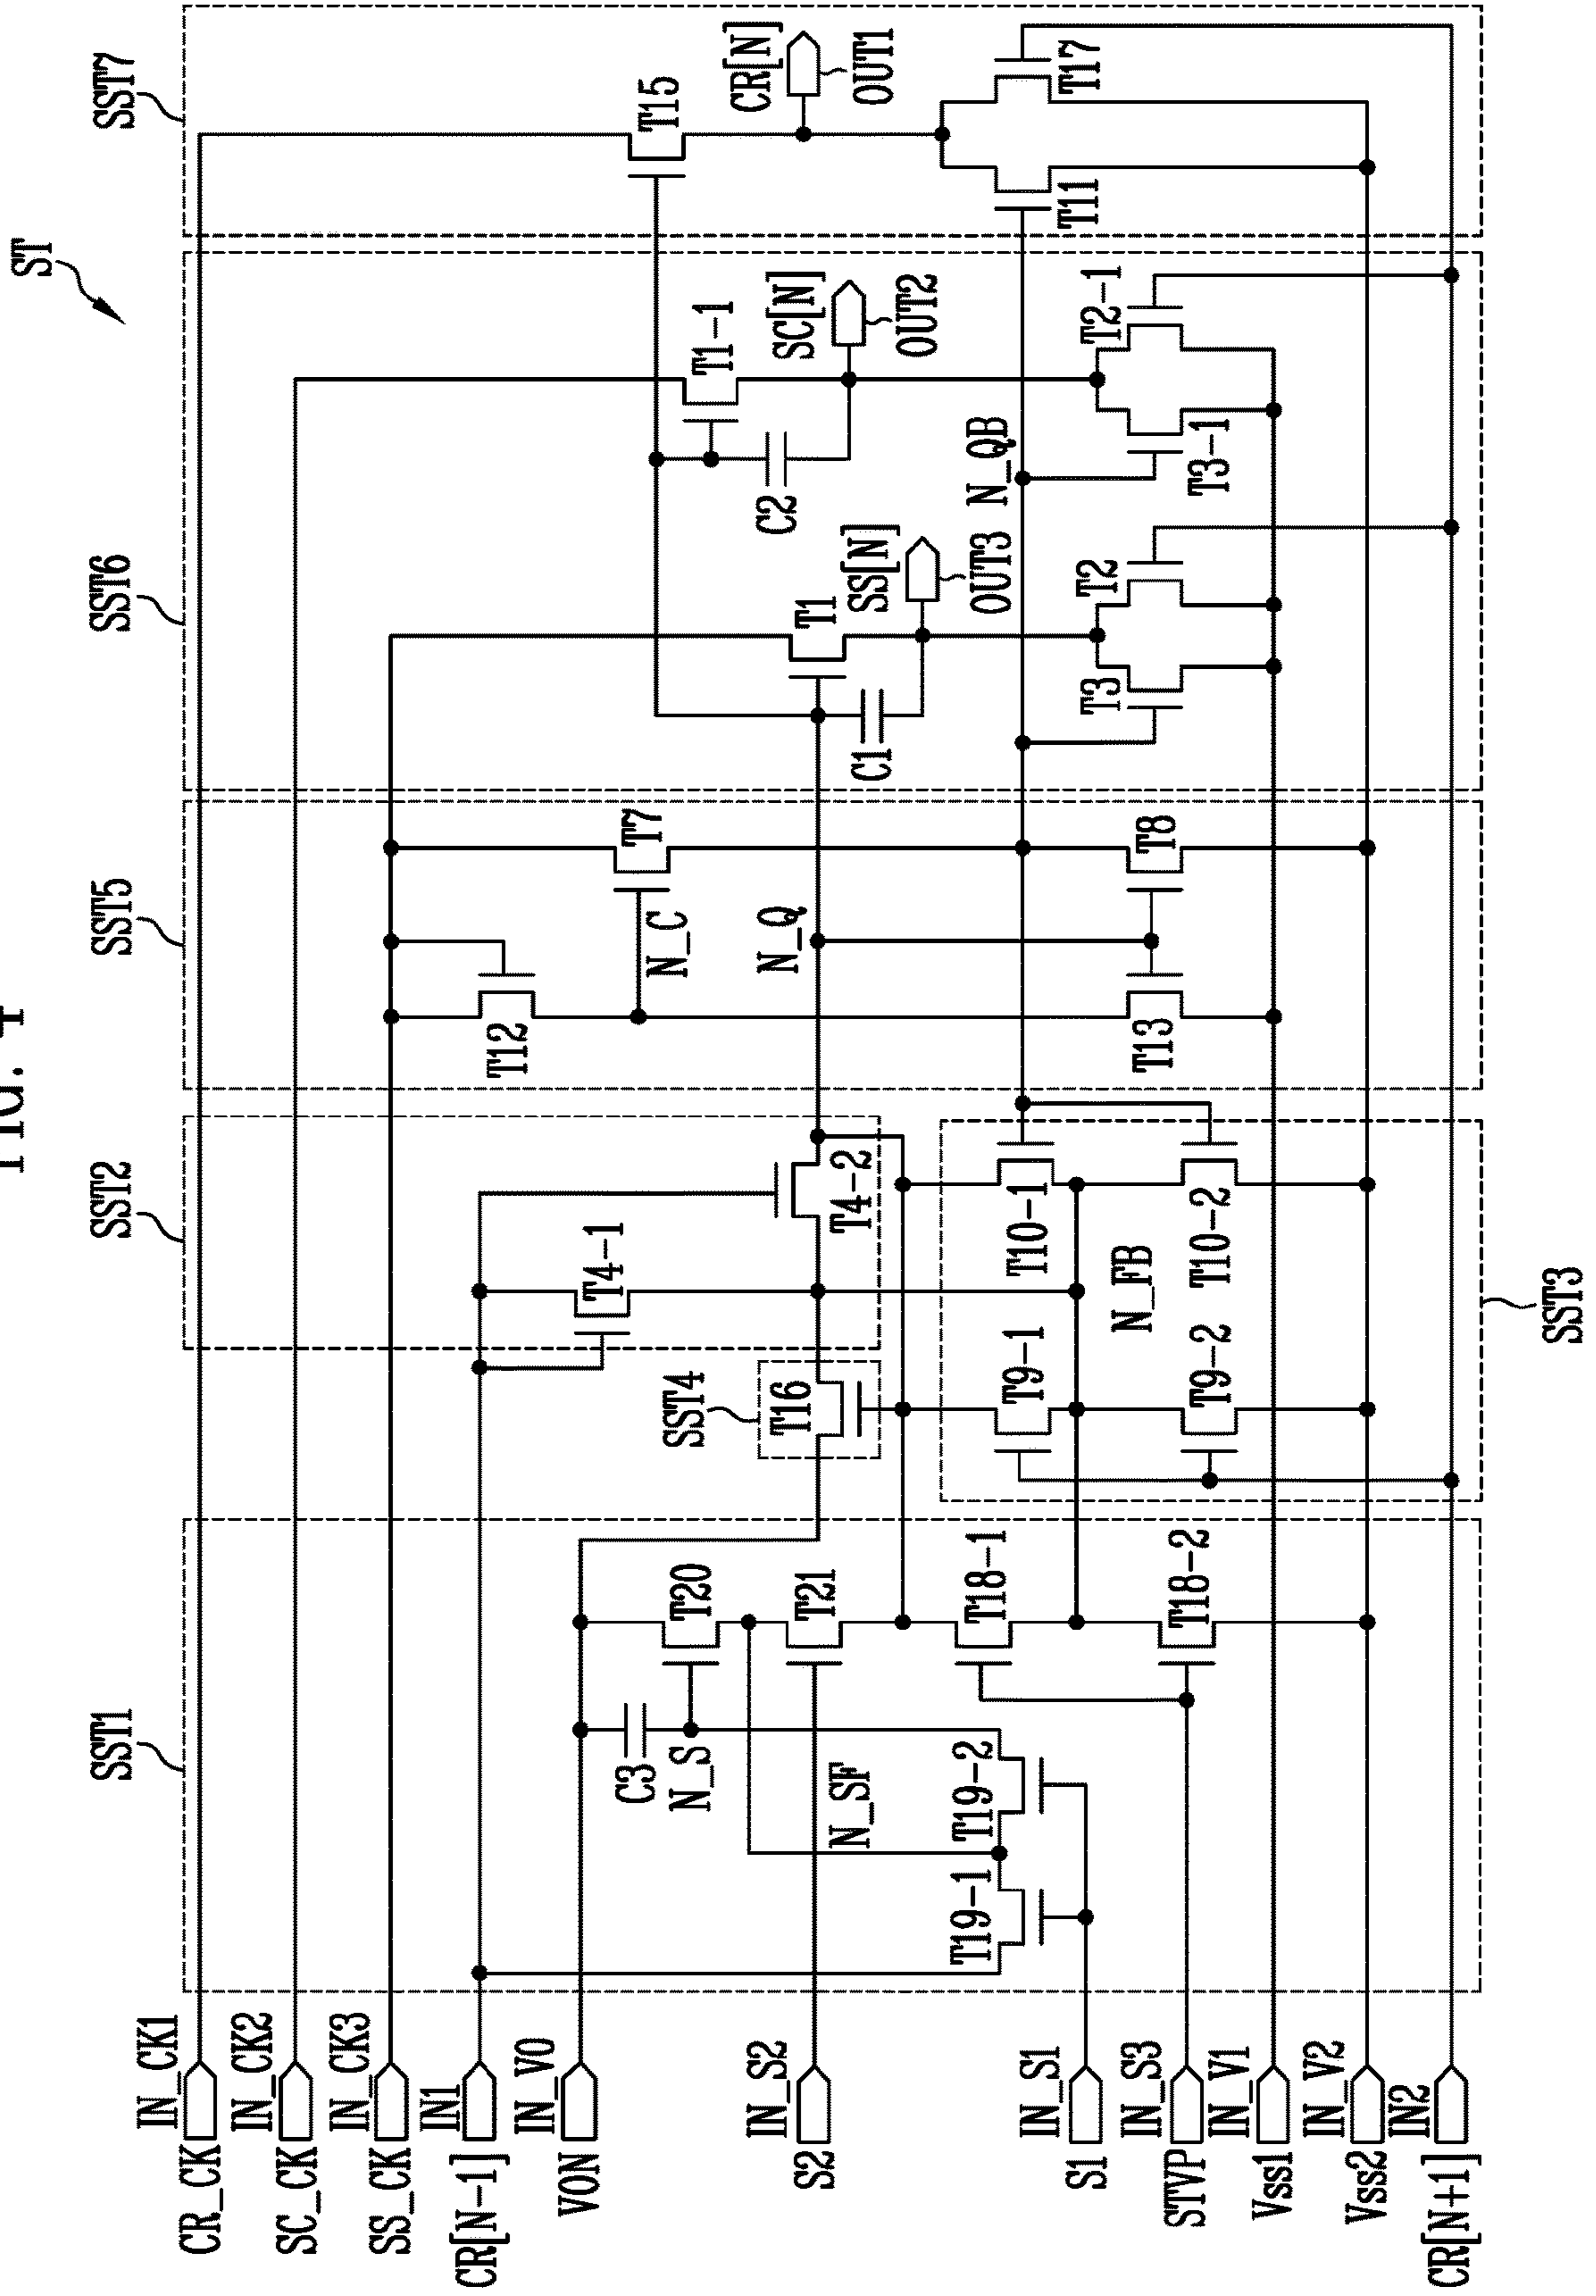 FIG. 4
ST
SST1
SST2
SST5
SST6
SST7
IN_CK1
CR_CK
IN_CK2
SC_CK
IN_CK3
SS_CK
IN1
CR[N-1]
IN_VO
VON
IN_S2
S2
IN_S1
S1
IN_S3
STVP
IN_V1
Vss1
IN_V2
Vss2
IN2
CR[N+1]
C3
N_S
T20
T21
N_SF
T19-1
T19-2
T18-1
T18-2
SST4
T16
T4-1
T4-2
T9-1
T9-2
T10-1
T10-2
N_FB
SST3
T12
N_C
T7
N_Q
T13
T8
C1
T1
SS[N]
OUT3
T3
T2
N_QB
C2
T1-1
SC[N]
OUT2
T3-1
T2-1
T15
CR[N]
OUT1
T11
T17